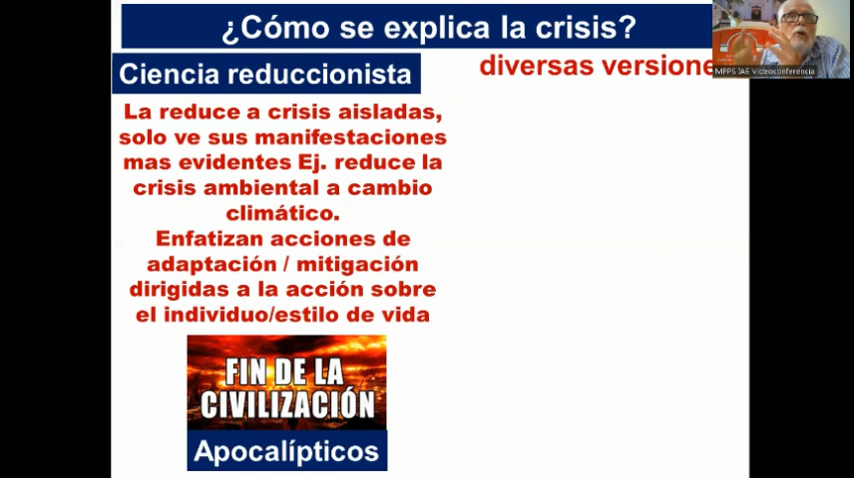 ¿Cómo se explica la crisis?
Ciencia reduccionista
diversas versione
La reduce a crisis aisladas,
solo ve sus manifestaciones
mas evidentes Ej. reduce la
crisis ambiental a cambio
climático.
Enfatizan acciones de
adaptación / mitigación
dirigidas a la acción sobre
el individuo/estilo de vida
FIN DE LA
CIVILIZACIÓN
Apocalípticos
MPPS IAE Videoconferencia